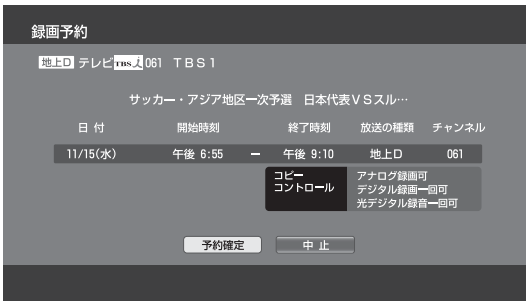 録画予約
地上D テレビ TBS i 061 TBS1
サッカー・アジア地区一次予選 日本代表VSスル…
日付 開始時刻 終了時刻 放送の種類 チャンネル
11/15(水) 午後 6:55 − 午後 9:10 地上D 061
コピー アナログ録画可
コントロール デジタル録画一回可
光デジタル録音一回可
予約確定 中止